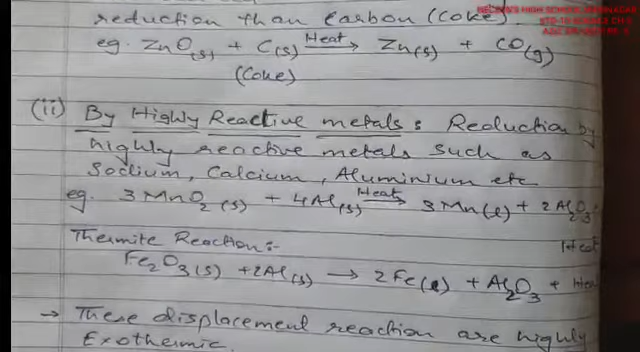 reduction than carbon (coke).
eg. ZnO(s) + C(s) Heat→ Zn(s) + CO(g)
(coke)
(ii) By Highly Reactive metals : Reduction by
highly reactive metals such as
Sodium, Calcium, Aluminium etc
eg. 3MnO₂(s) + 4Al(s) Heat→ 3Mn(l) + 2Al₂O₃
Heat
Thermite Reaction:-
Fe₂O₃(s) + 2Al(s) → 2Fe(l) + Al₂O₃ + Hea
→ These displacement reaction are highly
Exothermic.